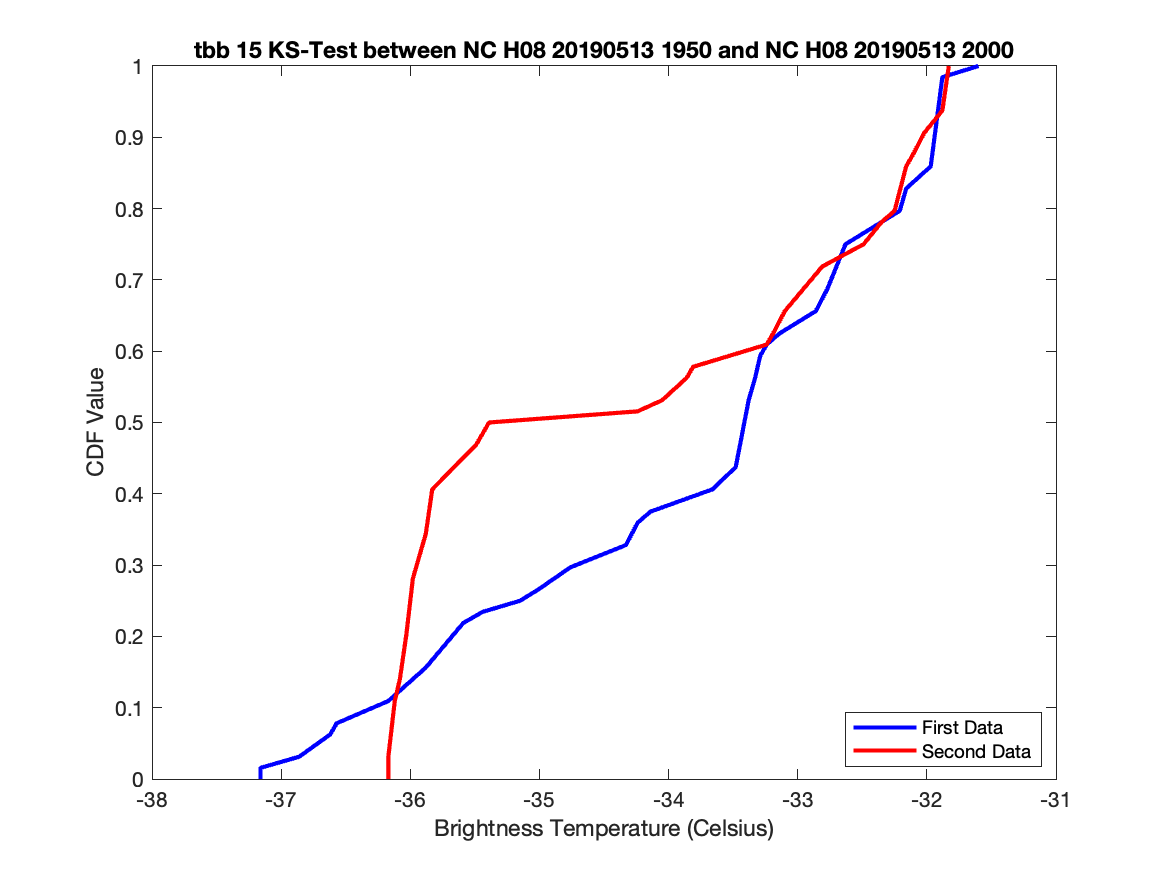 tbb 15 KS-Test between NC H08 20190513 1950 and NC H08 20190513 2000
1
0.9
0.8
0.7
0.6
0.5
0.4
0.3
0.2
0.1
0
CDF Value
First Data
Second Data
-38 -37 -36 -35 -34 -33 -32 -31
Brightness Temperature (Celsius)